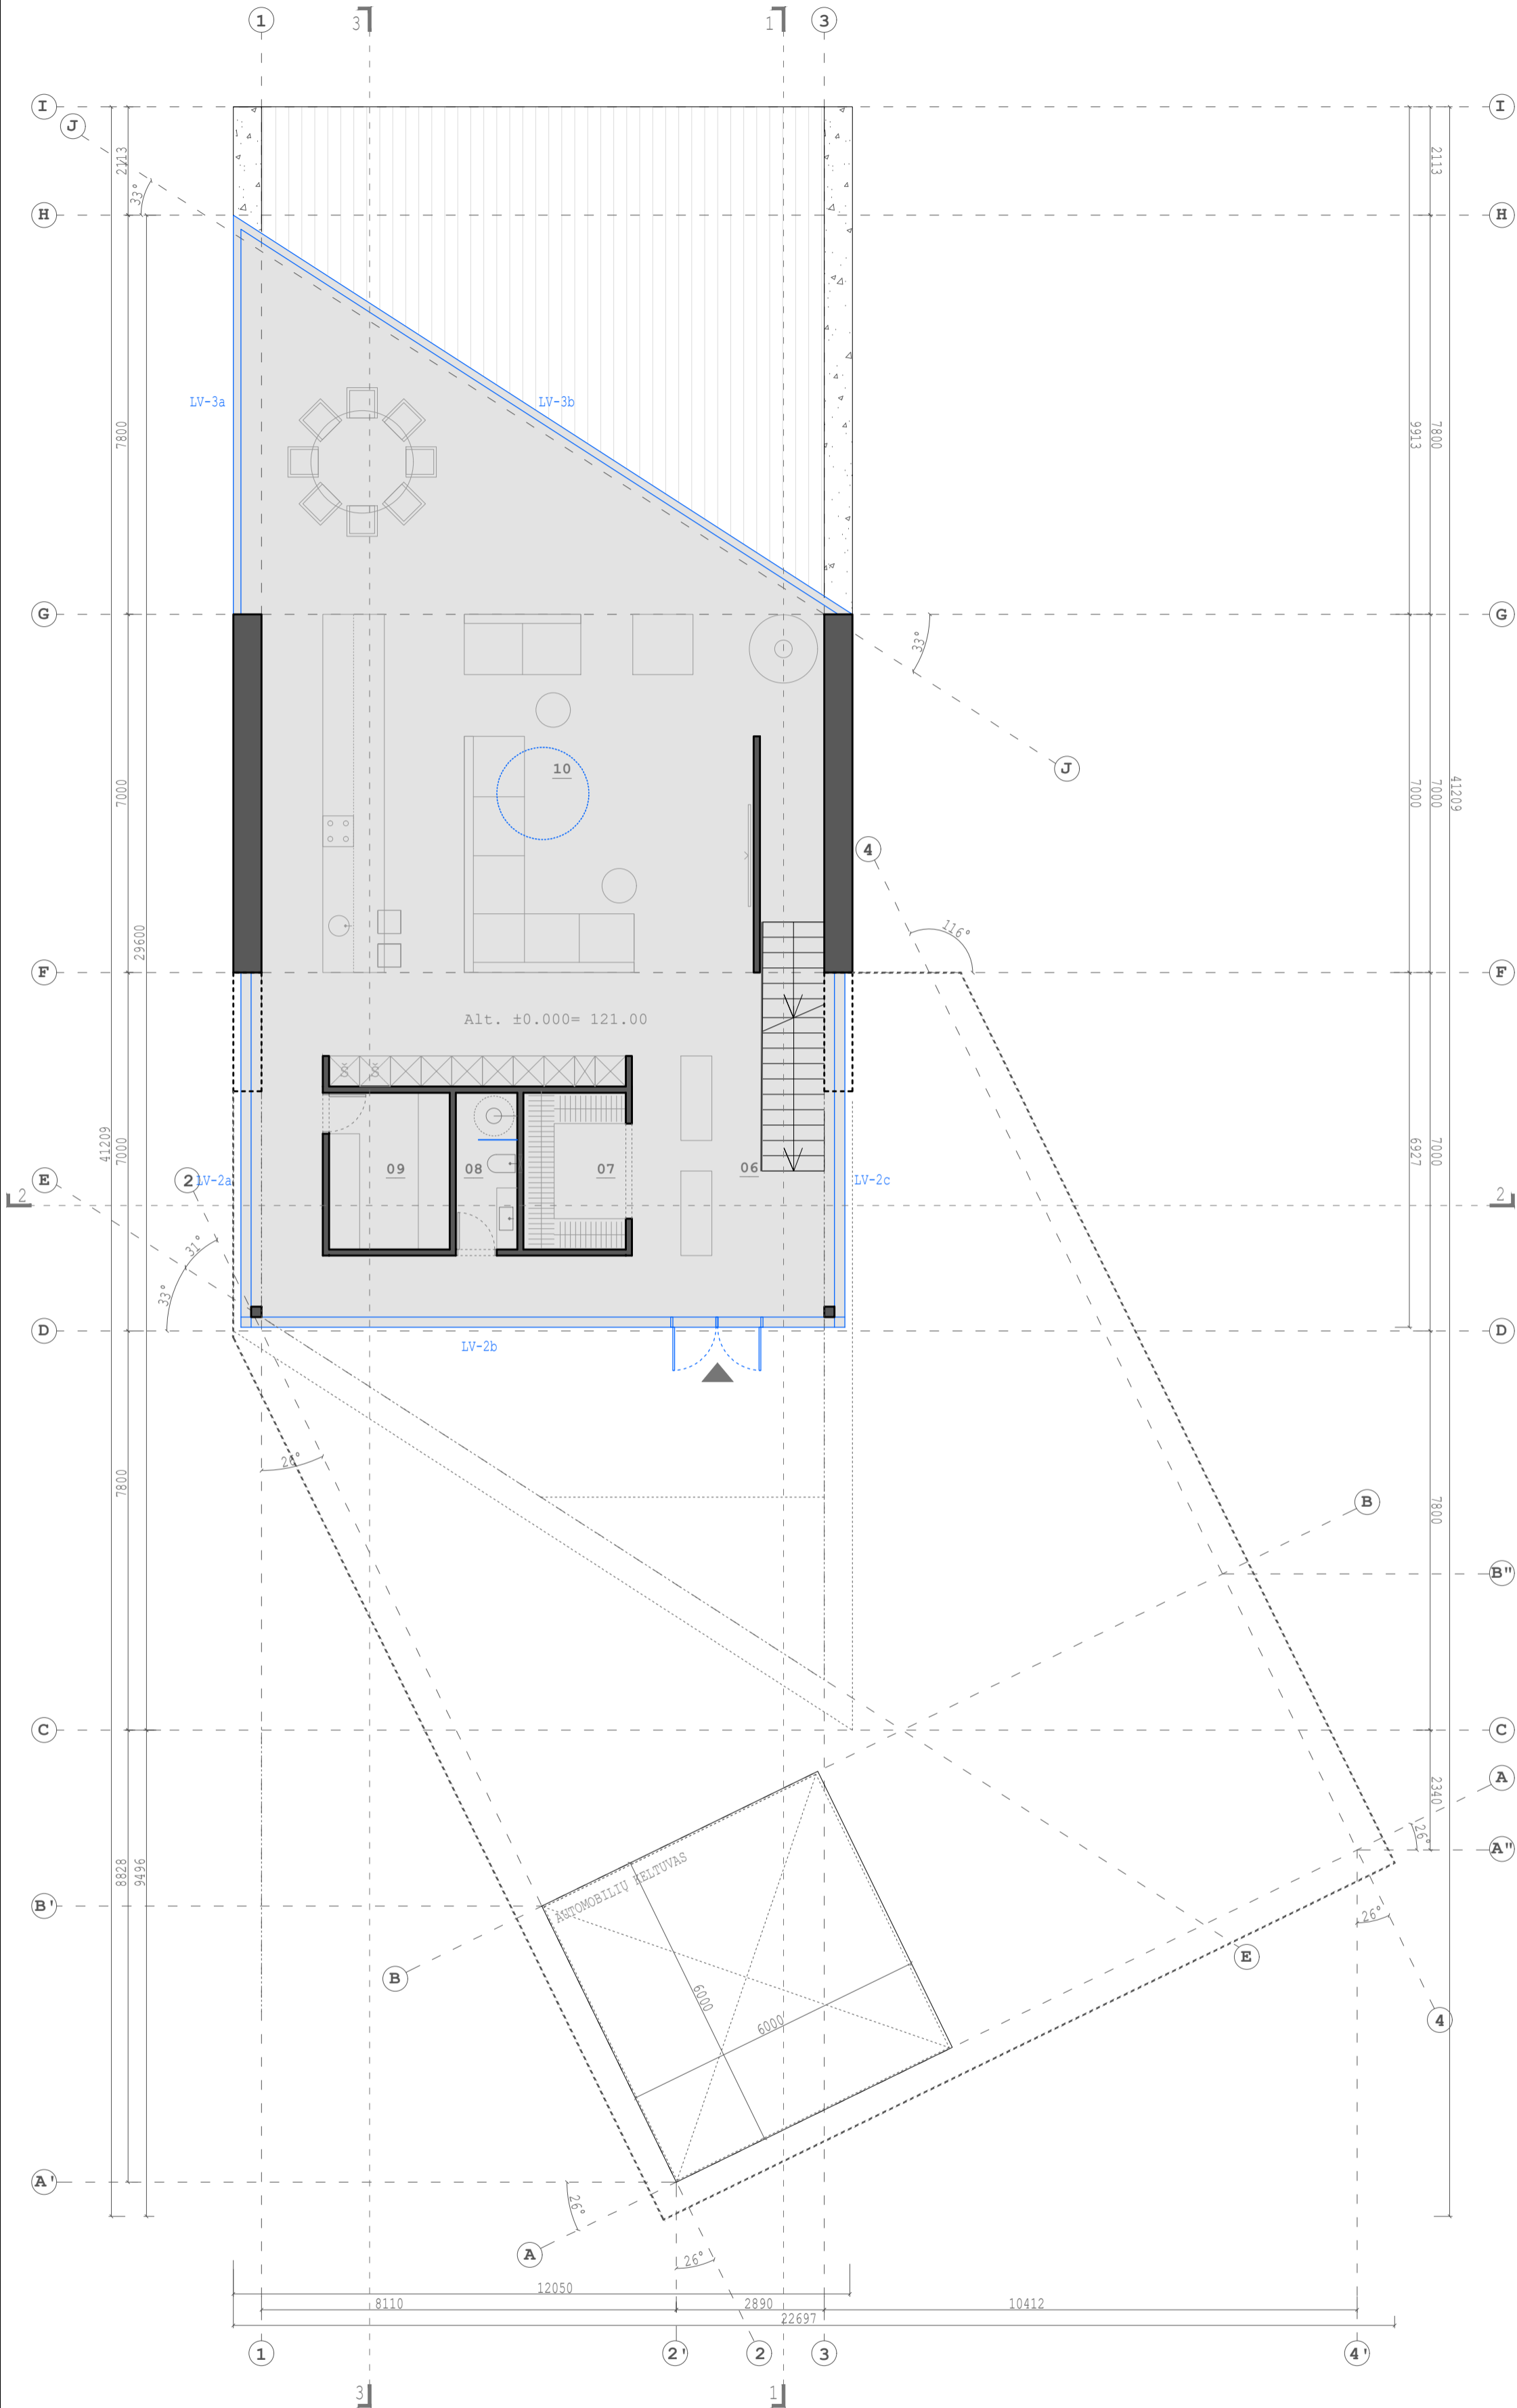 1
3
1
3
I
I
J
2113
2113
33°
H
H
LV-3a
LV-3b
7800
7800
9913
G
G
33°
10
J
7000
7000
7000
41209
4
116°
29600
F
F
Alt. ±0.000= 121.00
Š
Š
41209
7000
7000
6927
09
08
07
06
E
2
LV-2a
LV-2c
2
2
31°
33°
D
D
LV-2b
26°
7800
7800
B
B"
C
C
A
2340
26°
A"
8828
9496
AUTOMOBILIŲ KELTUVAS
B'
26°
B
E
6000
6000
4
A'
26°
A
26°
12050
8110
2890
10412
22697
1
2'
2
3
4'
3
1